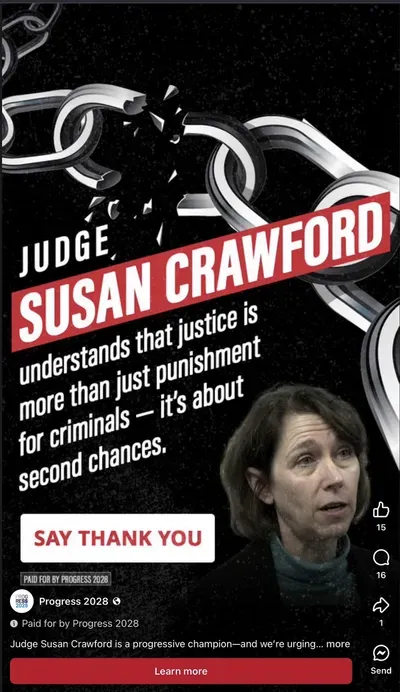 JUDGE
SUSAN CRAWFORD
understands that justice is
more than just punishment
for criminals — it's about
second chances.
SAY THANK YOU
PAID FOR BY PROGRESS 2028
Progress 2028
Paid for by Progress 2028
Judge Susan Crawford is a progressive champion—and we're urging... more
Learn more
15
16
1
Send